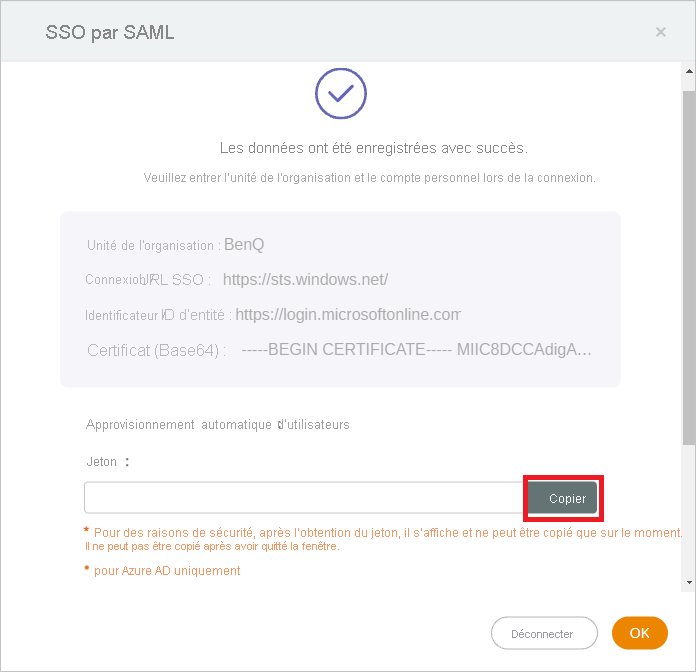 SSO par SAML
Les données ont été enregistrées avec succès.
Veuillez entrer l'unité de l'organisation et le compte personnel lors de la connexion.
Unité de l'organisation : BenQ
Connexion URL SSO : https://sts.windows.net/
Identificateur ID d'entité : https://login.microsoftonline.com
Certificat (Base64) : -----BEGIN CERTIFICATE----- MIIC8DCCAdigA...
Approvisionnement automatique d'utilisateurs
Jeton :
Copier
* Pour des raisons de sécurité, après l'obtention du jeton, il s'affiche et ne peut être copié que sur le moment.
Il ne peut pas être copié après avoir quitté la fenêtre.
* pour Azure AD uniquement
Déconnecter
OK